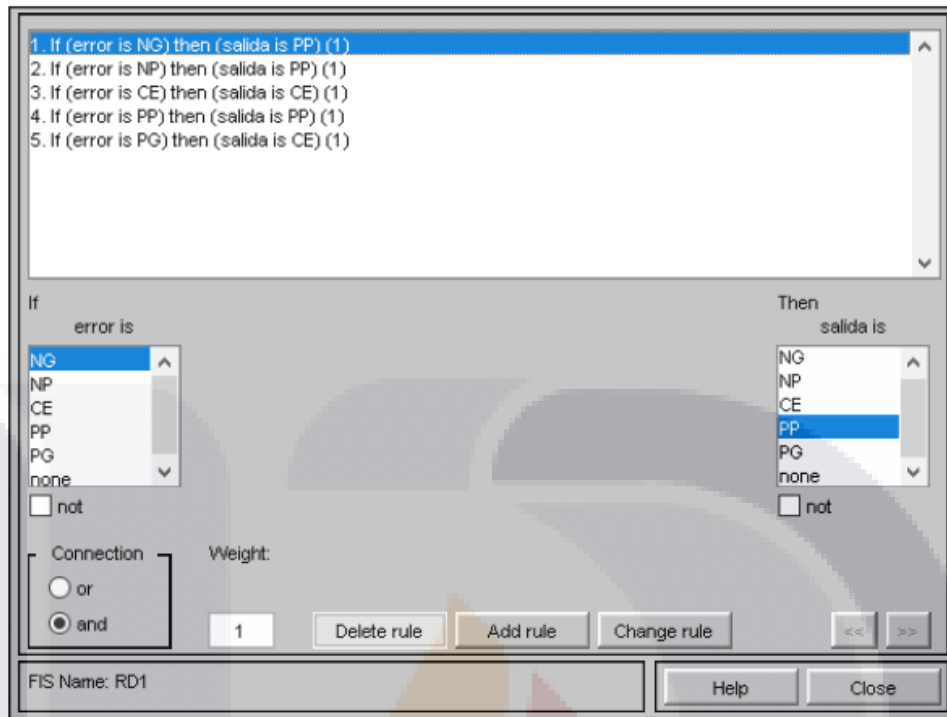 1. If (error is NG) then (salida is PP) (1)
2. If (error is NP) then (salida is PP) (1)
3. If (error is CE) then (salida is CE) (1)
4. If (error is PP) then (salida is PP) (1)
5. If (error is PG) then (salida is CE) (1)
If
error is
NG
NP
CE
PP
PG
none
not
Then
salida is
NG
NP
CE
PP
PG
none
not
Connection
or
and
Weight:
1
Delete rule
Add rule
Change rule
<<
>>
FIS Name: RD1
Help
Close